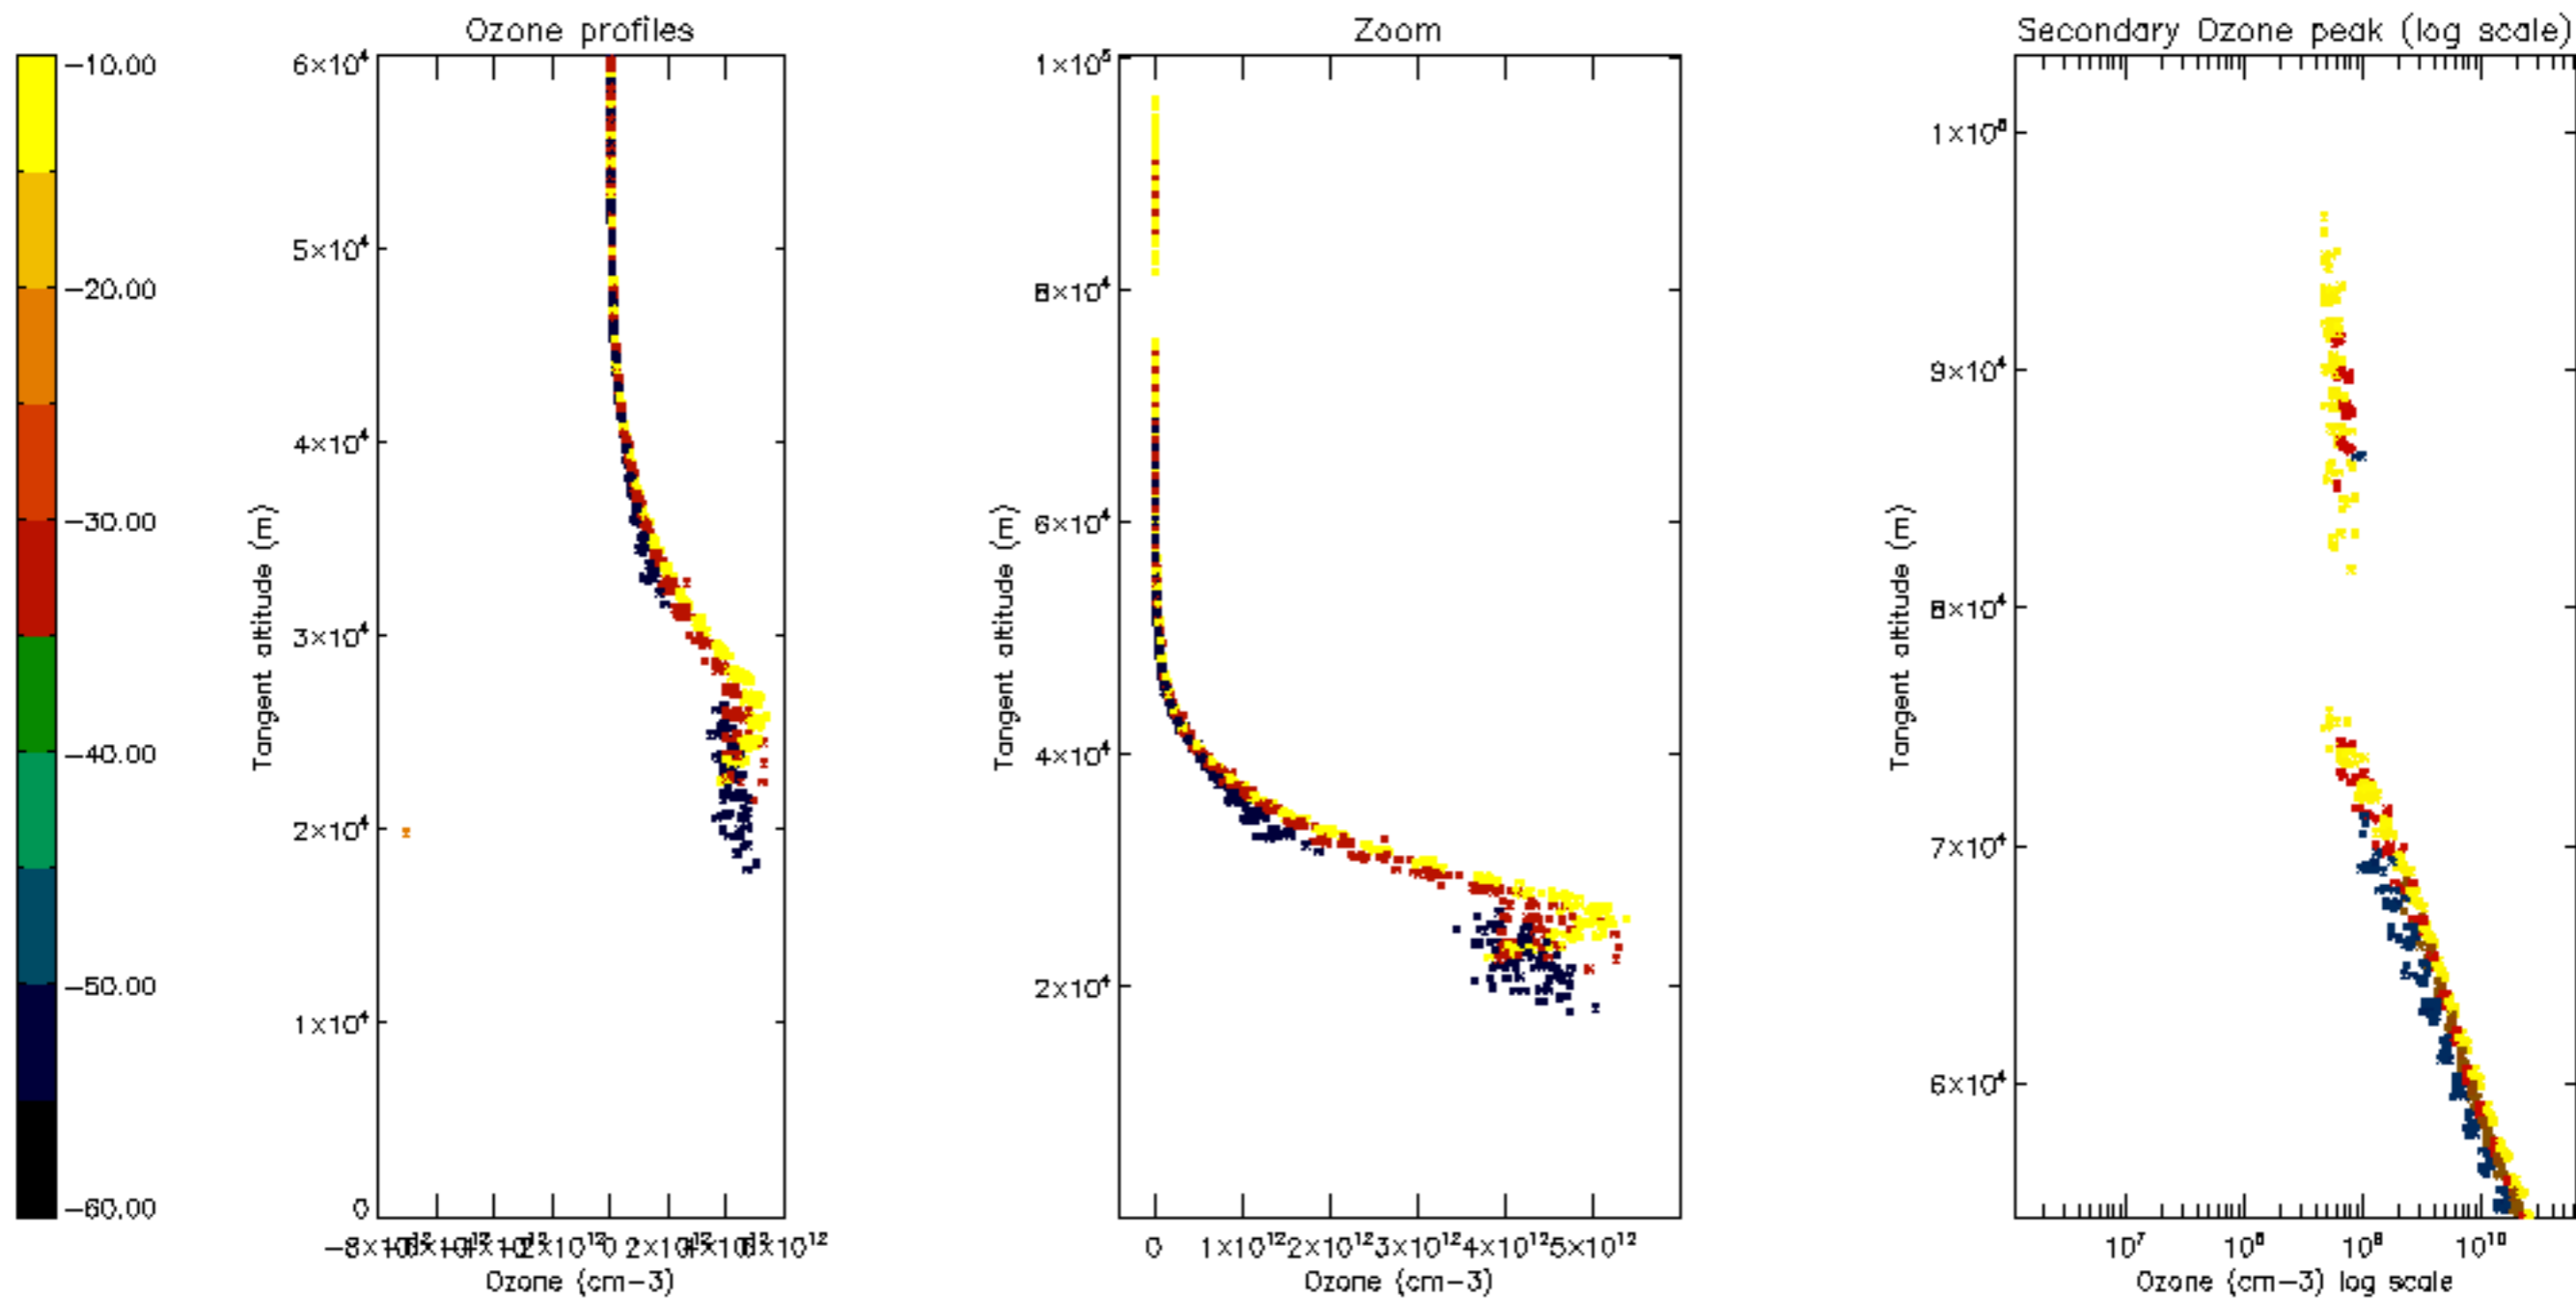 Ozone profiles
Zoom
Secondary Ozone peak (log scale)
−10.00
−20.00
−30.00
−40.00
−50.00
−60.00
6×10⁴
5×10⁴
4×10⁴
3×10⁴
2×10⁴
1×10⁴
0
Tangent altitude (m)
0
Ozone (cm−3)
1×10⁵
8×10⁴
6×10⁴
4×10⁴
2×10⁴
Tangent altitude (m)
0 1×10¹² 2×10¹² 3×10¹² 4×10¹² 5×10¹²
Ozone (cm−3)
1×10⁵
9×10⁴
8×10⁴
7×10⁴
6×10⁴
Tangent altitude (m)
10⁷ 10⁸ 10⁹ 10¹⁰
Ozone (cm−3) log scale